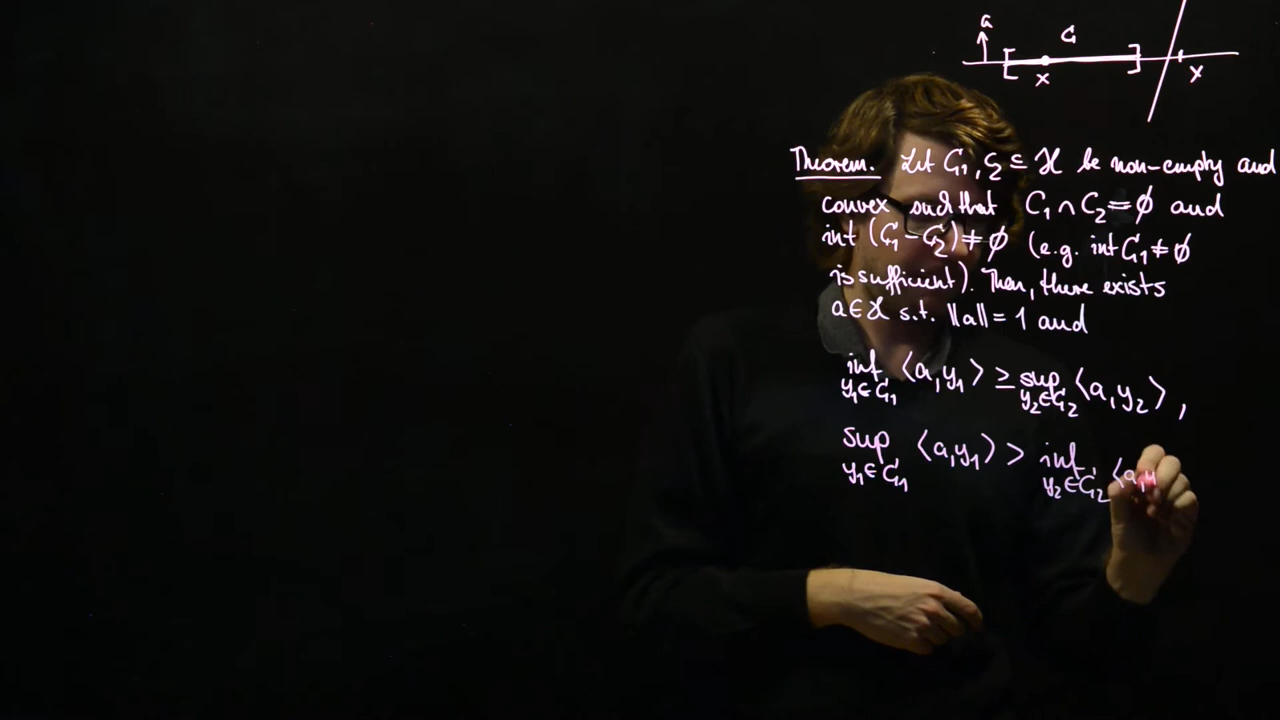 a
C
x
x
Theorem. Let C₁, C₂ ⊆ ℋ be non-empty and
convex such that C₁ ∩ C₂ = ∅ and
int (C₁ - C₂) ≠ ∅ (e.g. int C₁ ≠ ∅
is sufficient). Then, there exists
a ∈ ℋ s.t. ||a|| = 1 and
inf ⟨a, y₁⟩ ≥ sup ⟨a, y₂⟩,
y₁ ∈ C₁ y₂ ∈ C₂
sup ⟨a, y₁⟩ > inf ⟨a, y
y₁ ∈ C₁ y₂ ∈ C₂